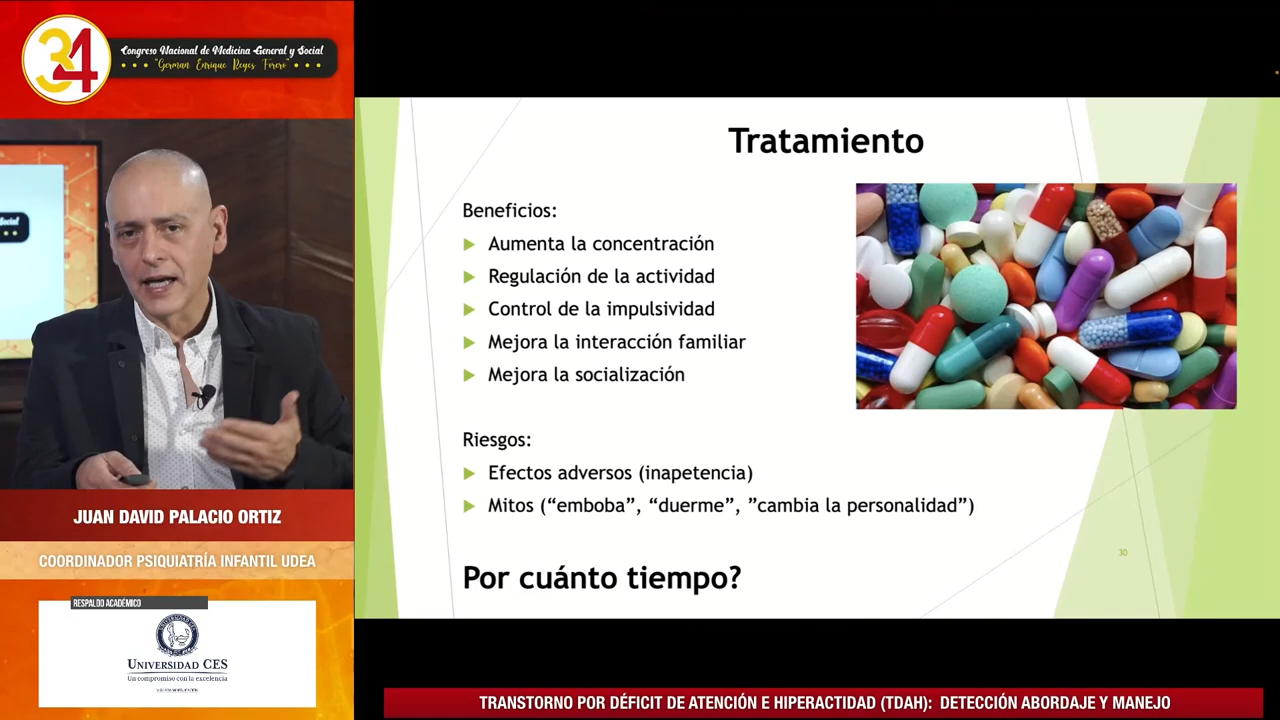 34
Congreso Nacional de Medicina General y Social
"German Enrique Reyes Forero"
Social
JUAN DAVID PALACIO ORTIZ
COORDINADOR PSIQUIATRÍA INFANTIL UDEA
RESPALDO ACADÉMICO
UNIVERSIDAD CES
Un compromiso con la excelencia
Tratamiento
Beneficios:
Aumenta la concentración
Regulación de la actividad
Control de la impulsividad
Mejora la interacción familiar
Mejora la socialización
Riesgos:
Efectos adversos (inapetencia)
Mitos (“emboba”, “duerme”, ”cambia la personalidad”)
30
Por cuánto tiempo?
TRANSTORNO POR DÉFICIT DE ATENCIÓN E HIPERACTIDAD (TDAH): DETECCIÓN ABORDAJE Y MANEJO